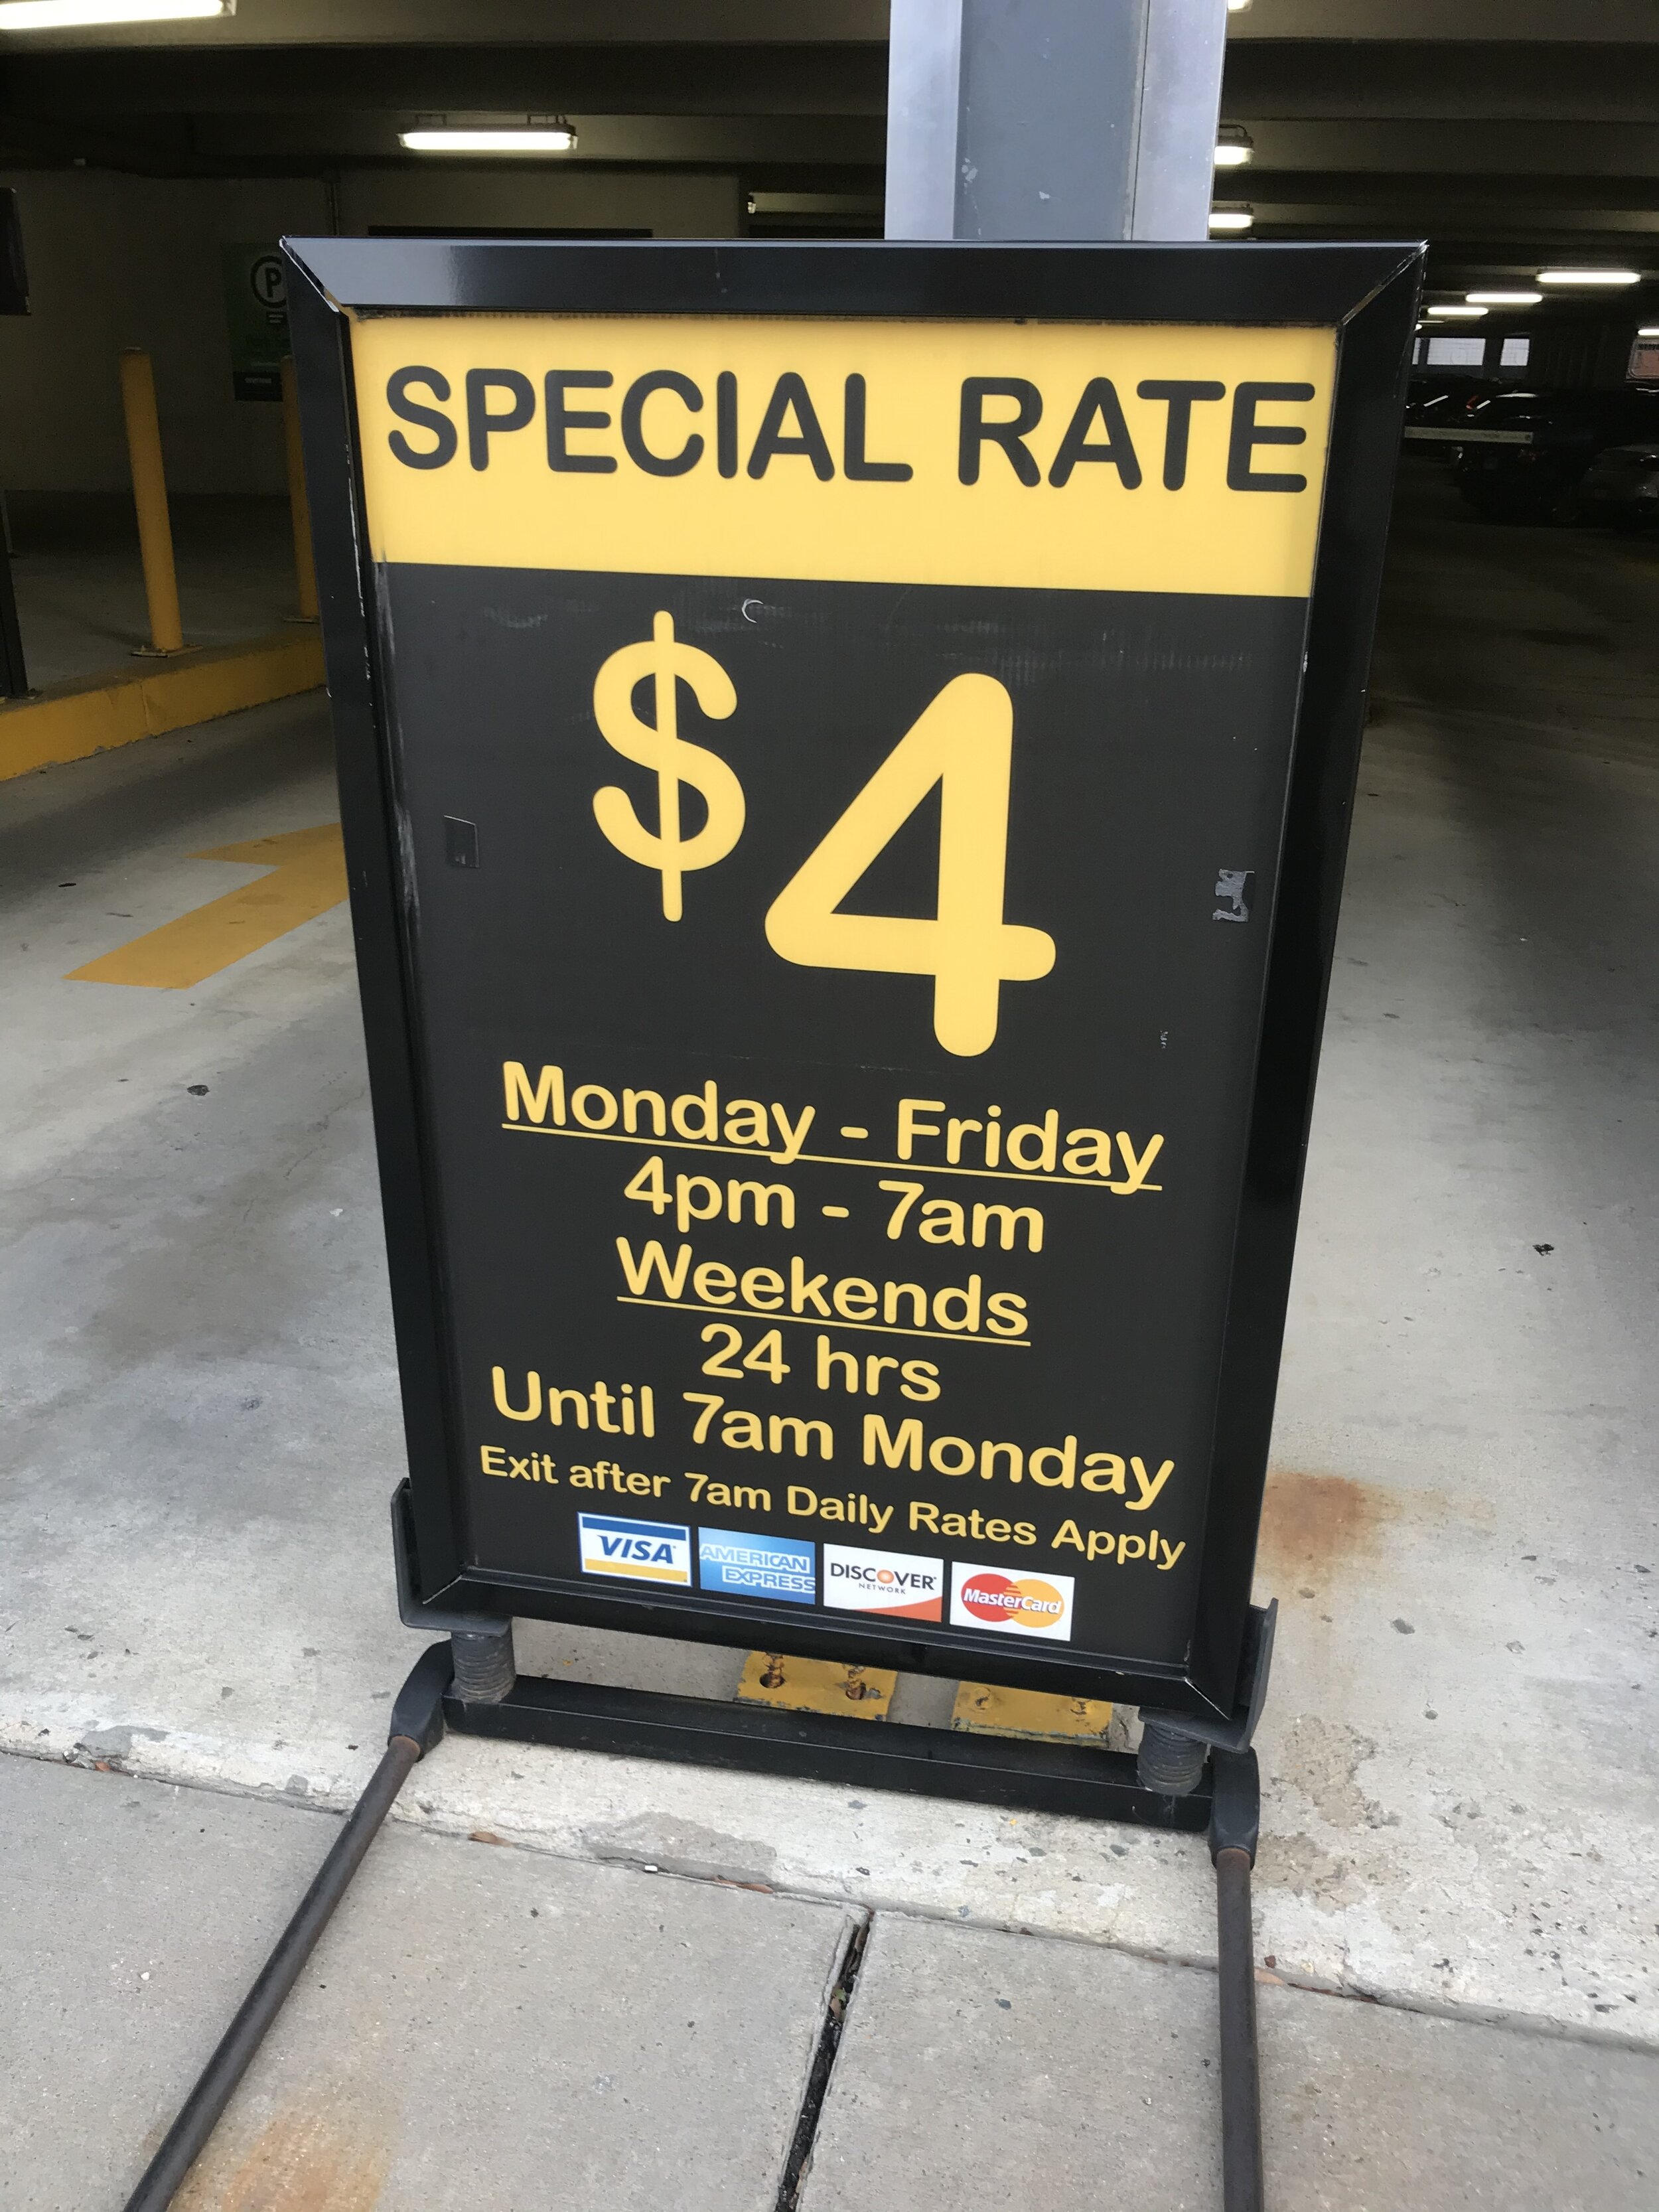 SPECIAL RATE
$4
Monday - Friday
4pm - 7am
Weekends
24 hrs
Until 7am Monday
Exit after 7am Daily Rates Apply
VISA
AMERICAN
EXPRESS
DISCOVER
NETWORK
MasterCard
P